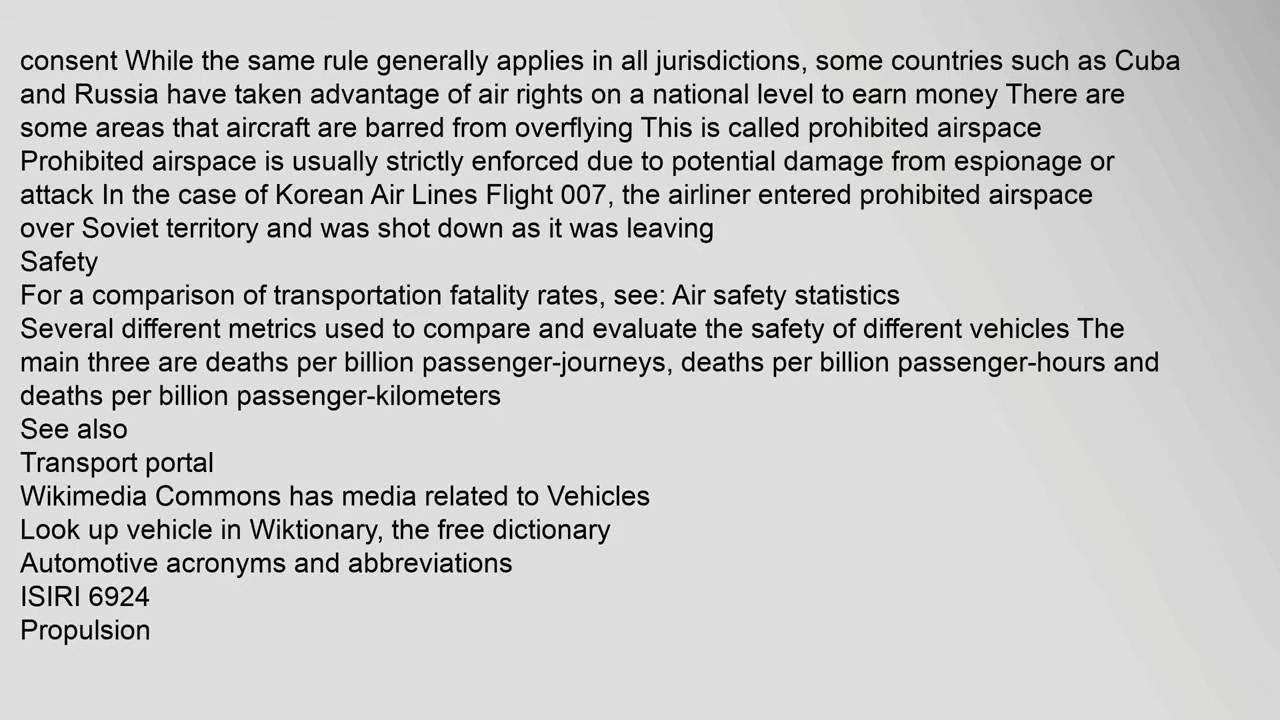 consent While the same rule generally applies in all jurisdictions, some countries such as Cuba
and Russia have taken advantage of air rights on a national level to earn money There are
some areas that aircraft are barred from overflying This is called prohibited airspace
Prohibited airspace is usually strictly enforced due to potential damage from espionage or
attack In the case of Korean Air Lines Flight 007, the airliner entered prohibited airspace
over Soviet territory and was shot down as it was leaving
Safety
For a comparison of transportation fatality rates, see: Air safety statistics
Several different metrics used to compare and evaluate the safety of different vehicles The
main three are deaths per billion passenger-journeys, deaths per billion passenger-hours and
deaths per billion passenger-kilometers
See also
Transport portal
Wikimedia Commons has media related to Vehicles
Look up vehicle in Wiktionary, the free dictionary
Automotive acronyms and abbreviations
ISIRI 6924
Propulsion